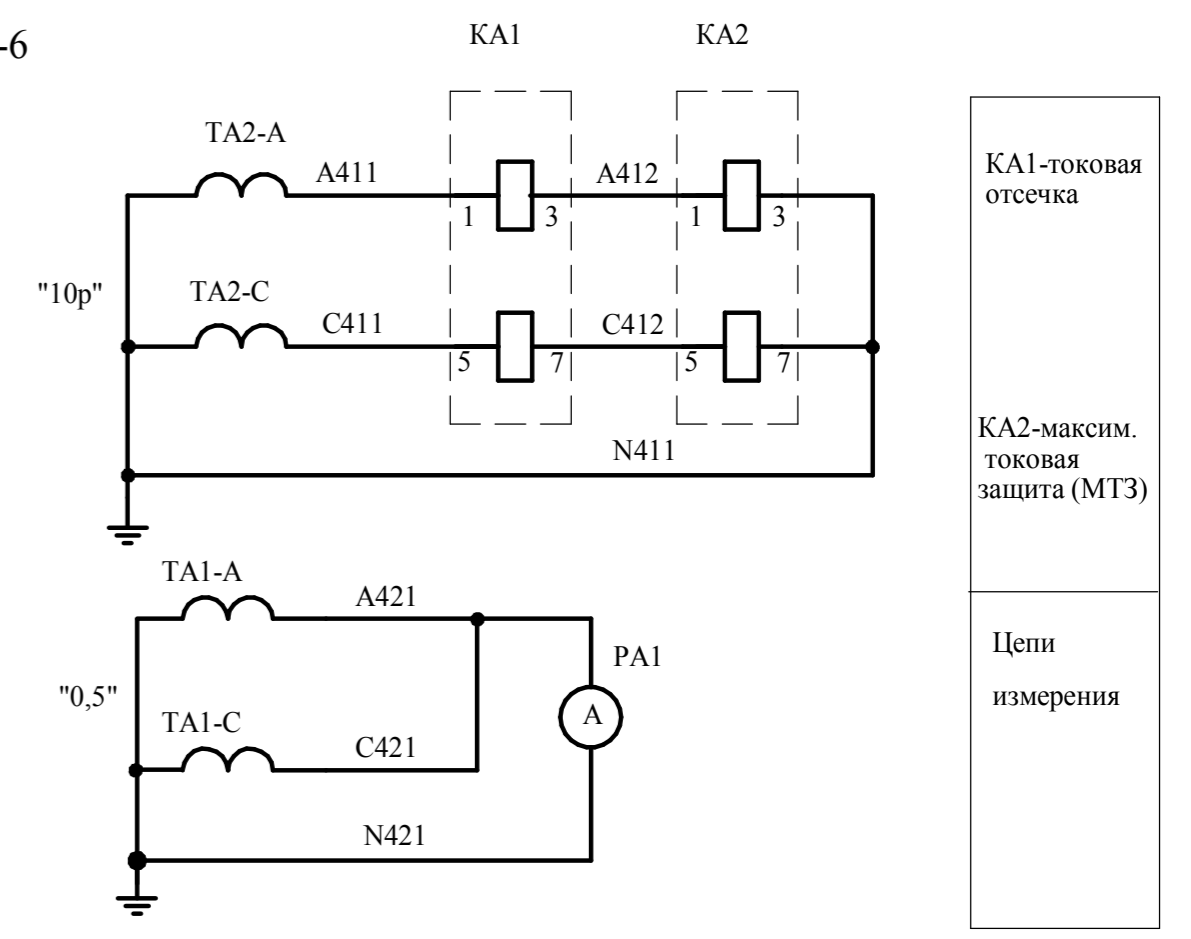 -6
КА1
КА2
ТА2-А
А411
А412
1
3
1
3
"10р"
ТА2-С
С411
С412
5
7
5
7
N411
ТА1-А
А421
РА1
"0,5"
А
ТА1-С
С421
N421
КА1-токовая
отсечка
КА2-максим.
токовая
защита (МТЗ)
Цепи
измерения